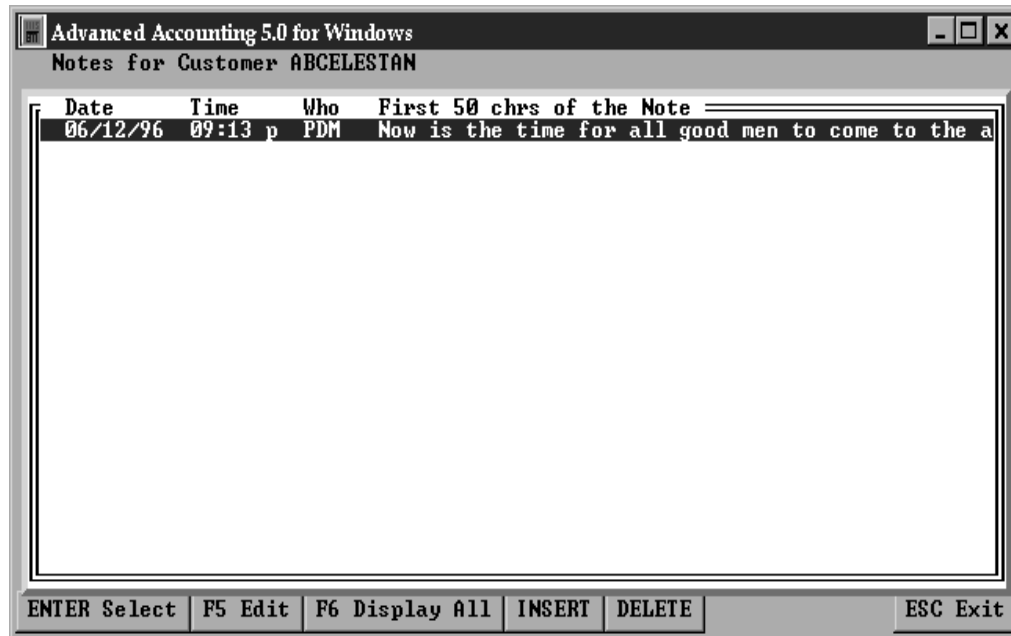 Advanced Accounting 5.0 for Windows
Notes for Customer ABCELESTAN
Date Time Who First 50 chrs of the Note
06/12/96 09:13 p PDM Now is the time for all good men to come to the a
ENTER Select F5 Edit F6 Display All INSERT DELETE ESC Exit